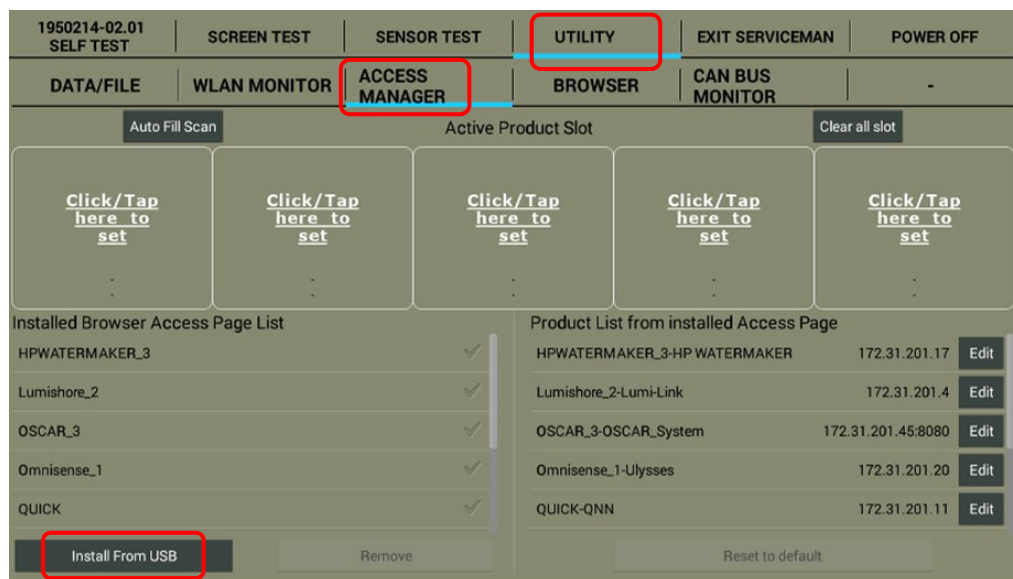 1950214-02.01
SELF TEST
SCREEN TEST
SENSOR TEST
UTILITY
EXIT SERVICEMAN
POWER OFF
DATA/FILE
WLAN MONITOR
ACCESS
MANAGER
BROWSER
CAN BUS
MONITOR
-
Auto Fill Scan
Active Product Slot
Clear all slot
Click/Tap
here to
set
-
-
Click/Tap
here to
set
-
-
Click/Tap
here to
set
-
-
Click/Tap
here to
set
-
-
Click/Tap
here to
set
-
-
Installed Browser Access Page List
HPWATERMAKER_3
Lumishore_2
OSCAR_3
Omnisense_1
QUICK
Install From USB
Remove
Product List from installed Access Page
HPWATERMAKER_3-HP WATERMAKER 172.31.201.17 Edit
Lumishore_2-Lumi-Link 172.31.201.4 Edit
OSCAR_3-OSCAR_System 172.31.201.45:8080 Edit
Omnisense_1-Ulysses 172.31.201.20 Edit
QUICK-QNN 172.31.201.11 Edit
Reset to default